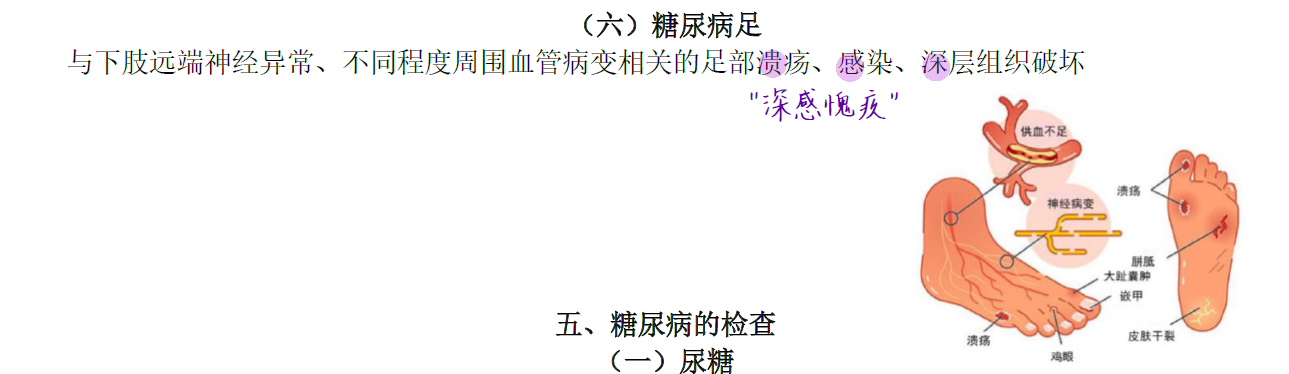 （六）糖尿病足
与下肢远端神经异常、不同程度周围血管病变相关的足部溃疡、感染、深层组织破坏
"深感愧疚"
供血不足
神经病变
溃疡
胼胝
大趾囊肿
嵌甲
溃疡
鸡眼
皮肤干裂
五、糖尿病的检查
（一）尿糖